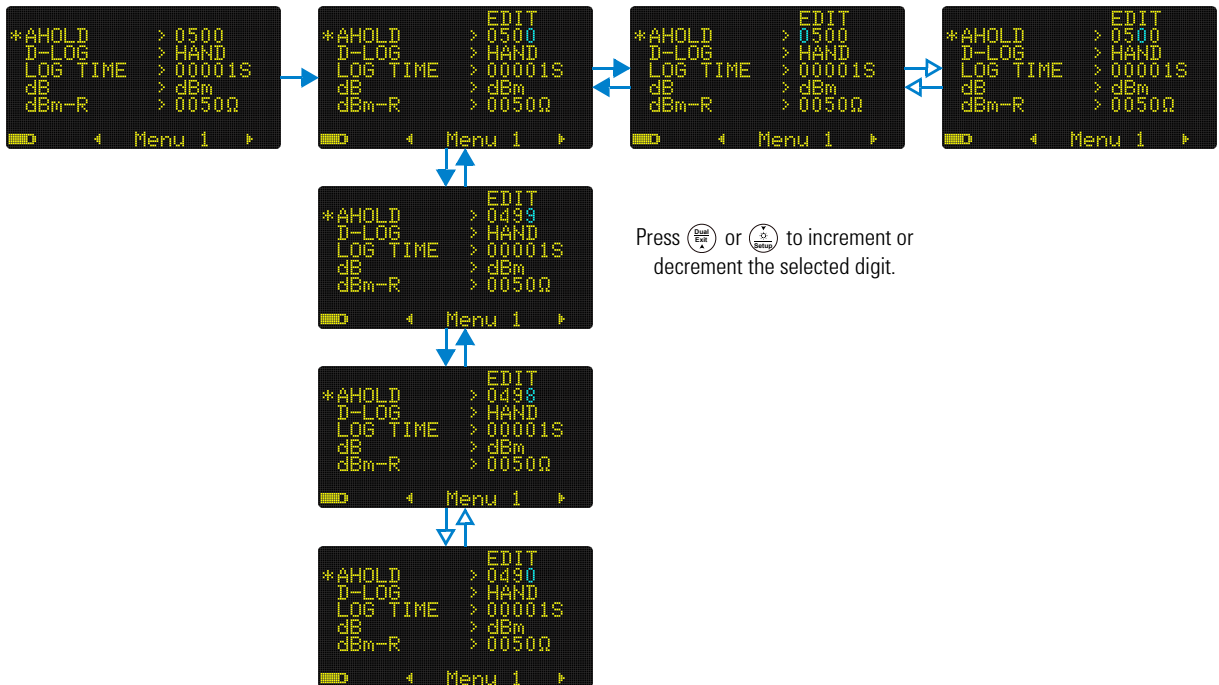 *AHOLD > 0500
D-LOG > HAND
LOG TIME > 00001S
dB > dBm
dBm-R > 0050Ω
Menu 1
EDIT
*AHOLD > 0500
D-LOG > HAND
LOG TIME > 00001S
dB > dBm
dBm-R > 0050Ω
Menu 1
EDIT
*AHOLD > 0500
D-LOG > HAND
LOG TIME > 00001S
dB > dBm
dBm-R > 0050Ω
Menu 1
EDIT
*AHOLD > 0500
D-LOG > HAND
LOG TIME > 00001S
dB > dBm
dBm-R > 0050Ω
Menu 1
EDIT
*AHOLD > 0499
D-LOG > HAND
LOG TIME > 00001S
dB > dBm
dBm-R > 0050Ω
Menu 1
Press Dual Exit or Setup to increment or
decrement the selected digit.
EDIT
*AHOLD > 0498
D-LOG > HAND
LOG TIME > 00001S
dB > dBm
dBm-R > 0050Ω
Menu 1
EDIT
*AHOLD > 0490
D-LOG > HAND
LOG TIME > 00001S
dB > dBm
dBm-R > 0050Ω
Menu 1